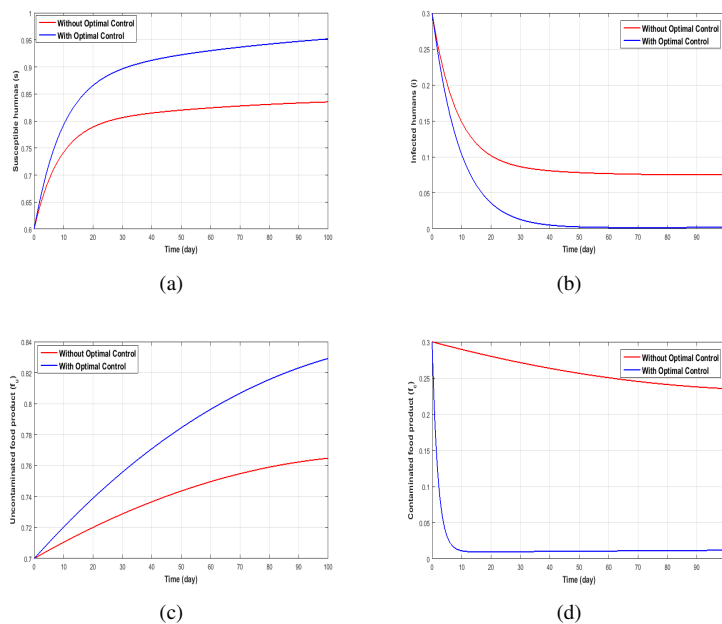 Without Optimal Control
With Optimal Control
Susceptible humnas (s)
1
0.95
0.9
0.85
0.8
0.75
0.7
0.65
0.6
0 10 20 30 40 50 60 70 80 90 100
Time (day)
(a)
Without Optimal Control
With Optimal Control
Infected humans (i)
0.3
0.25
0.2
0.15
0.1
0.05
0
0 10 20 30 40 50 60 70 80 90
Time (day)
(b)
Without Optimal Control
With Optimal Control
Uncontaminated food product (f_u)
0.84
0.82
0.8
0.78
0.76
0.74
0.72
0.7
0 10 20 30 40 50 60 70 80 90 100
Time (day)
(c)
Without Optimal Control
With Optimal Control
Contaminated food product (f_c)
0.3
0.25
0.2
0.15
0.1
0.05
0
0 10 20 30 40 50 60 70 80 90
Time (day)
(d)